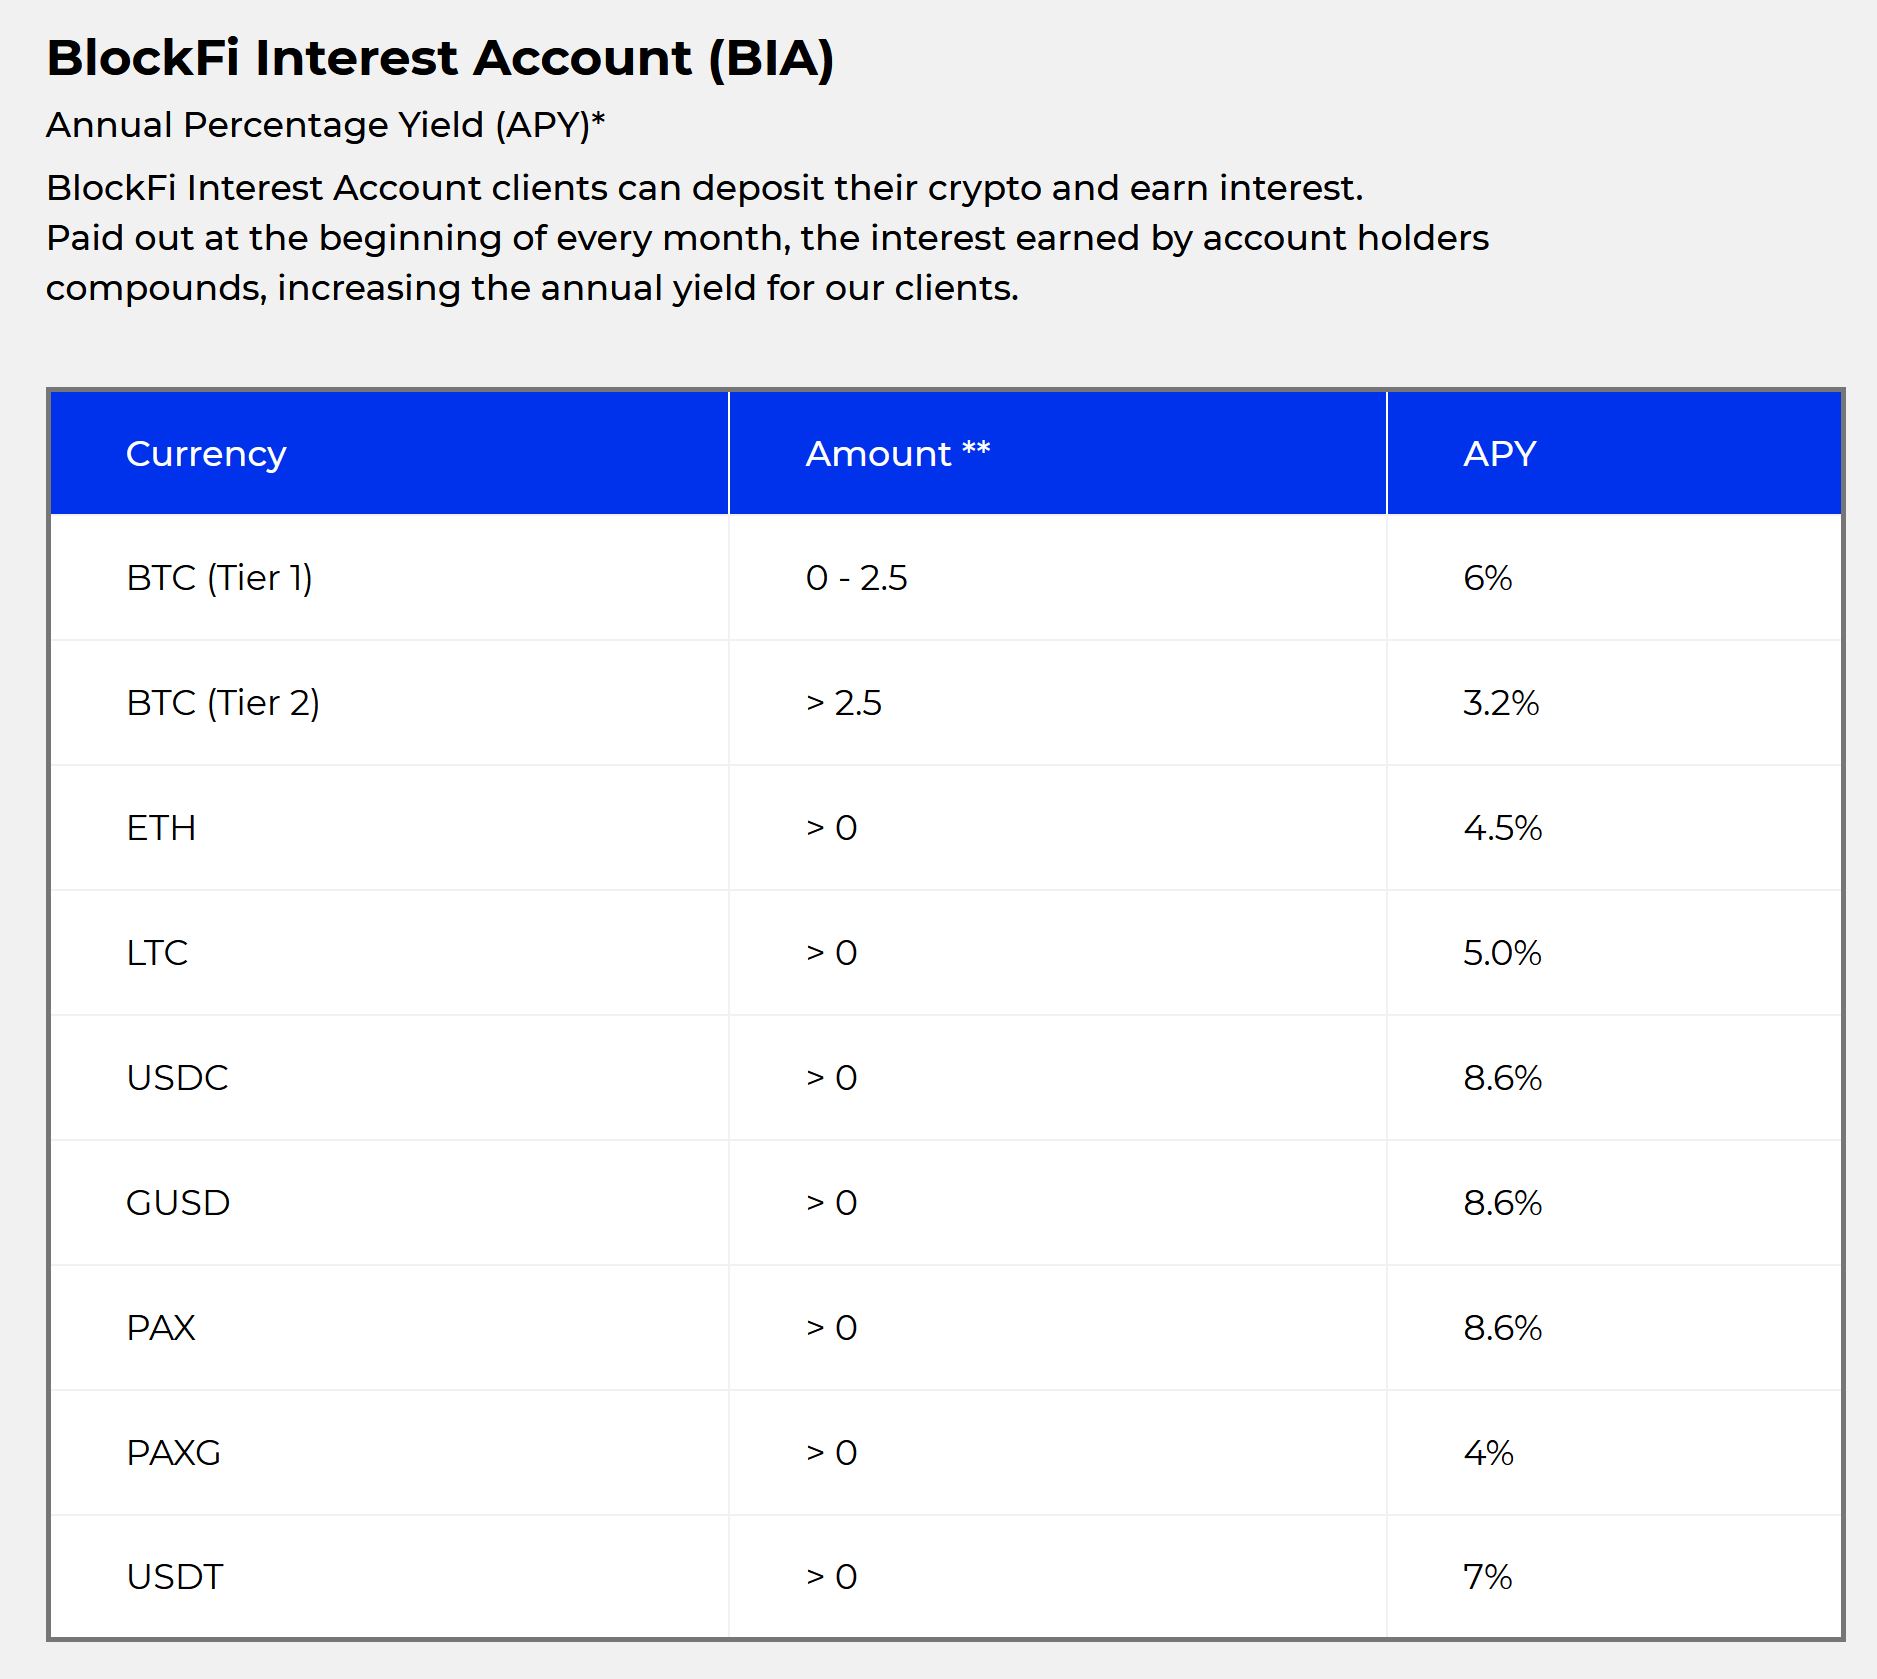 BlockFi Interest Account (BIA)
Annual Percentage Yield (APY)*
BlockFi Interest Account clients can deposit their crypto and earn interest.
Paid out at the beginning of every month, the interest earned by account holders
compounds, increasing the annual yield for our clients.
Currency Amount ** APY
BTC (Tier 1) 0 - 2.5 6%
BTC (Tier 2) > 2.5 3.2%
ETH > 0 4.5%
LTC > 0 5.0%
USDC > 0 8.6%
GUSD > 0 8.6%
PAX > 0 8.6%
PAXG > 0 4%
USDT > 0 7%